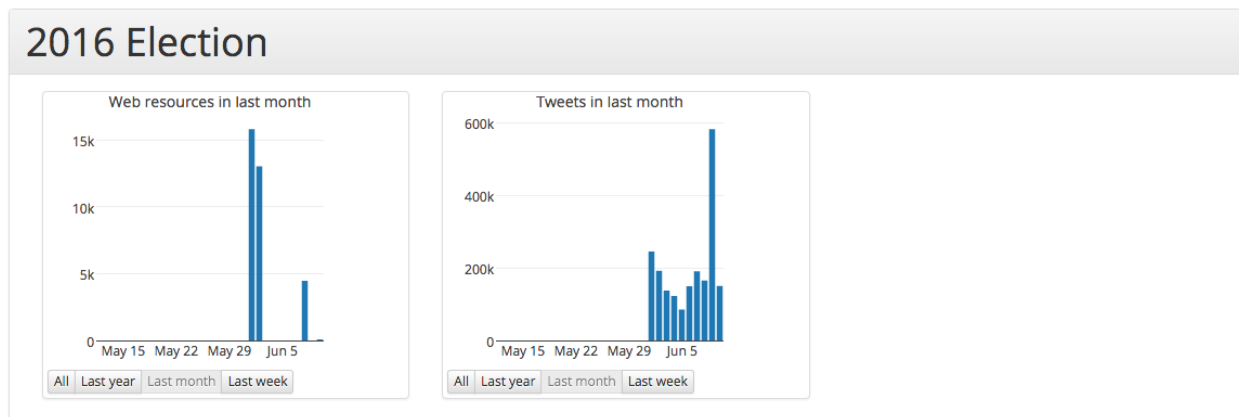 2016 Election
Web resources in last month
15k
10k
5k
0
May 15 May 22 May 29 Jun 5
All Last year Last month Last week
Tweets in last month
600k
400k
200k
0
May 15 May 22 May 29 Jun 5
All Last year Last month Last week